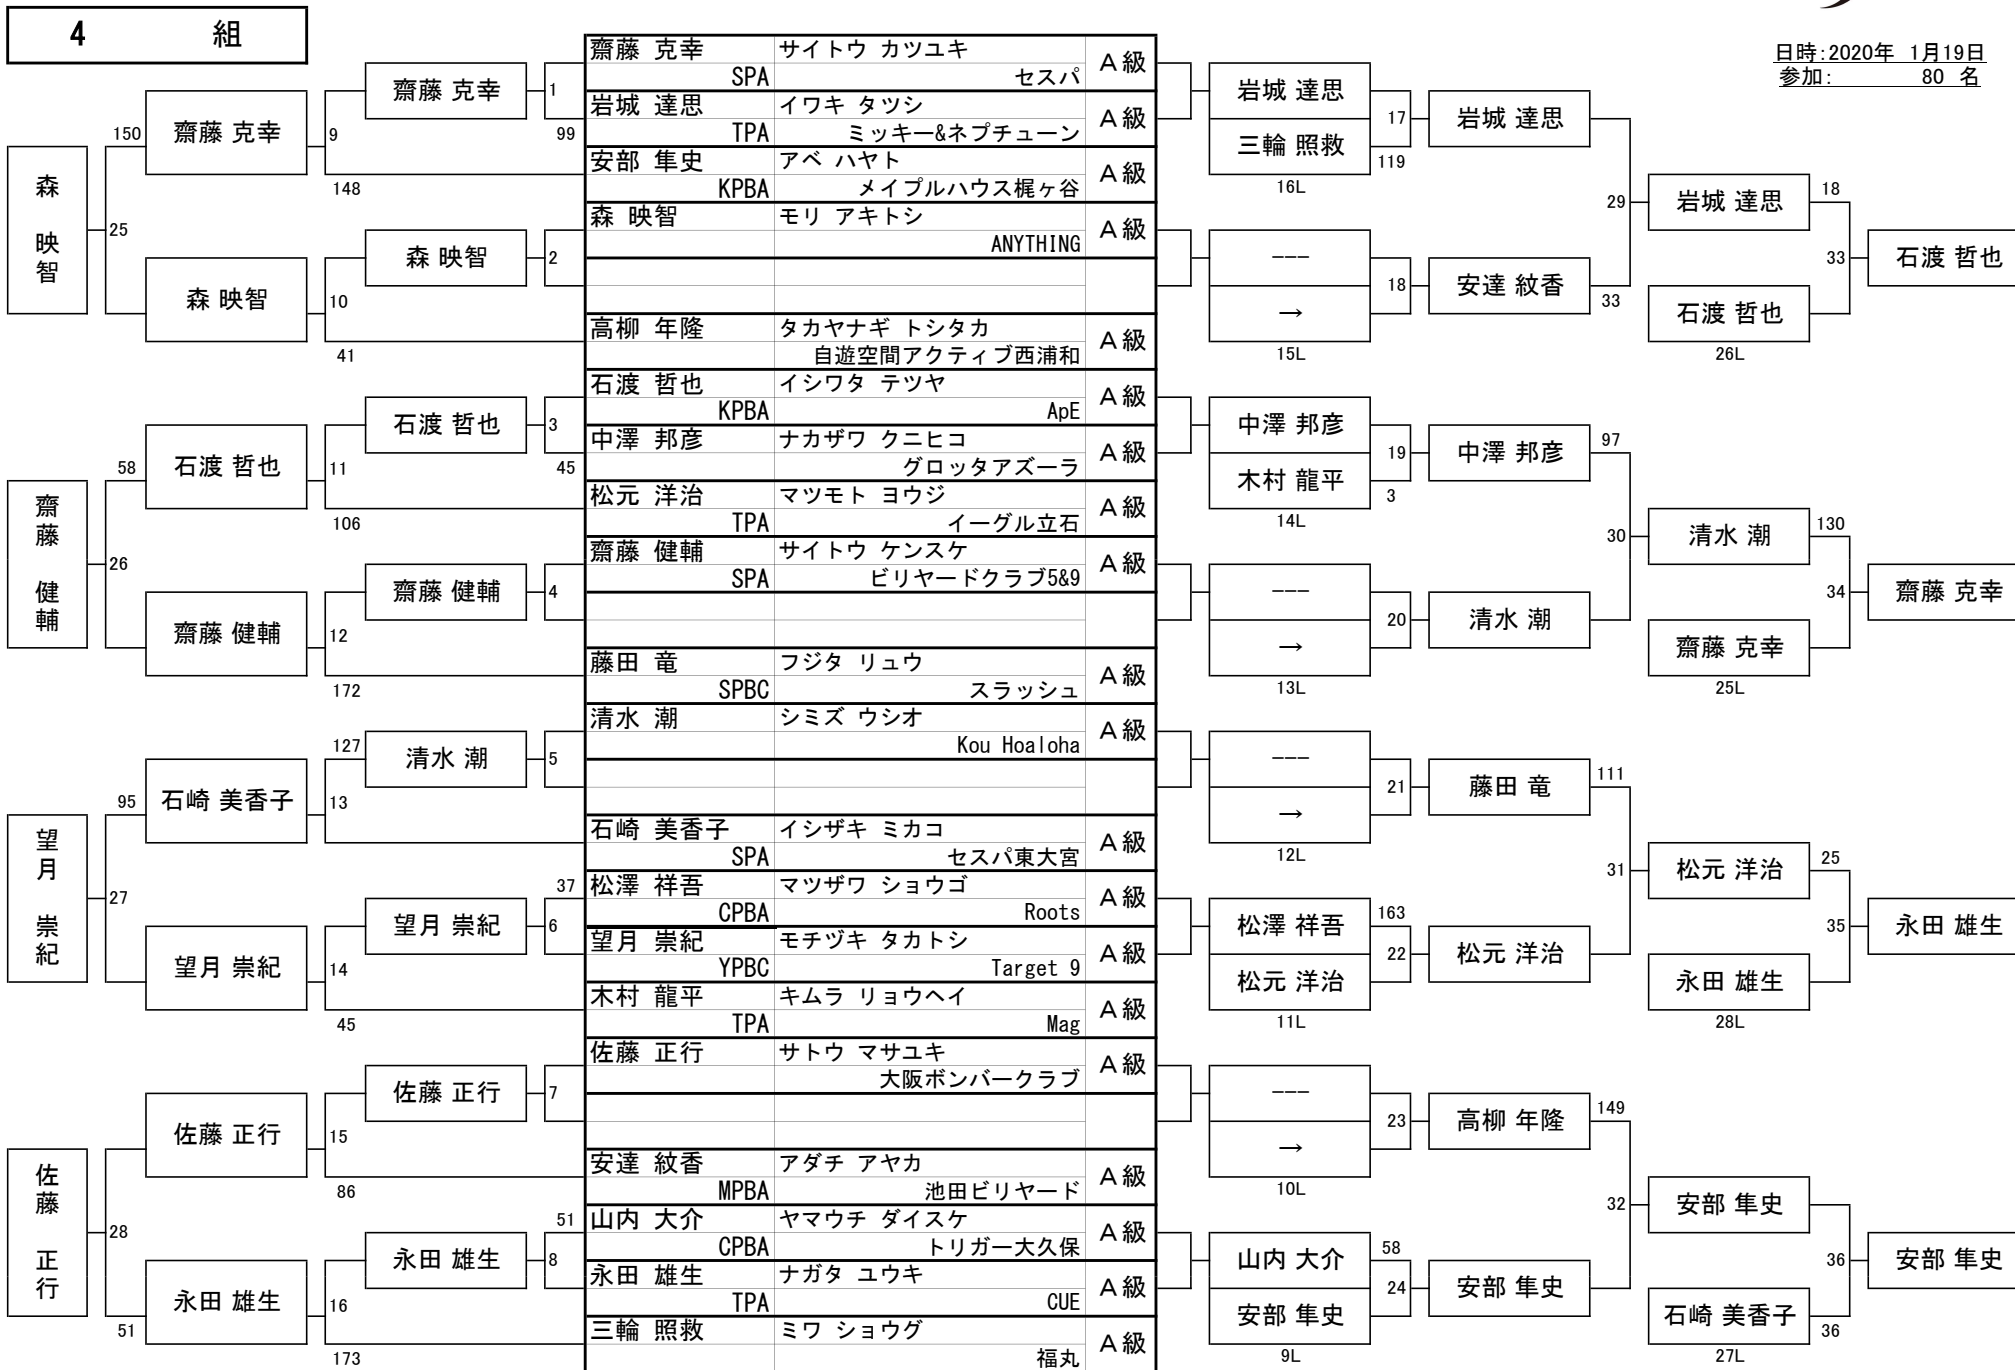 4 組
日時:2020年 1月19日
参加: 80 名
齋藤 克幸 サイトウ カツユキ A級
SPA セスパ
岩城 達思 イワキ タツシ A級
TPA ミッキー&ネプチューン
安部 隼史 アベ ハヤト A級
KPBA メイプルハウス梶ヶ谷
森 映智 モリ アキトシ A級
ANYTHING
高柳 年隆 タカヤナギ トシタカ A級
自遊空間アクティブ西浦和
石渡 哲也 イシワタ テツヤ A級
KPBA ApE
中澤 邦彦 ナカザワ クニヒコ A級
グロッタアズーラ
松元 洋治 マツモト ヨウジ A級
TPA イーグル立石
齋藤 健輔 サイトウ ケンスケ A級
SPA ビリヤードクラブ5&9
藤田 竜 フジタ リュウ A級
SPBC スラッシュ
清水 潮 シミズ ウシオ A級
Kou Hoaloha
石崎 美香子 イシザキ ミカコ A級
SPA セスパ東大宮
松澤 祥吾 マツザワ ショウゴ A級
CPBA Roots
望月 崇紀 モチヅキ タカトシ A級
YPBC Target 9
木村 龍平 キムラ リョウヘイ A級
TPA Mag
佐藤 正行 サトウ マサユキ A級
大阪ボンバークラブ
安達 紋香 アダチ アヤカ A級
MPBA 池田ビリヤード
山内 大介 ヤマウチ ダイスケ A級
CPBA トリガー大久保
永田 雄生 ナガタ ユウキ A級
TPA CUE
三輪 照救 ミワ ショウグ A級
福丸
齋藤 克幸 1
99
森 映智 2
石渡 哲也 3
45
齋藤 健輔 4
127 清水 潮 5
37
望月 崇紀 6
佐藤 正行 7
51
永田 雄生 8
150 齋藤 克幸 9
148
森 映智 10
41
58 石渡 哲也 11
106
齋藤 健輔 12
172
95 石崎 美香子 13
望月 崇紀 14
45
佐藤 正行 15
86
51 永田 雄生 16
173
森 映智 25
齋藤 健輔 26
望月 崇紀 27
佐藤 正行 28
岩城 達思
三輪 照救
17
119
16L
---
→
18
15L
中澤 邦彦
木村 龍平
19
3
14L
---
→
20
13L
---
→
21
12L
松澤 祥吾 163
松元 洋治
22
11L
---
→
23
10L
山内 大介 58
安部 隼史
24
9L
岩城 達思
29
安達 紋香 33
中澤 邦彦 97
30
清水 潮
藤田 竜 111
31
松元 洋治
高柳 年隆 149
32
安部 隼史
岩城 達思 18
33
石渡 哲也
26L
清水 潮 130
34
齋藤 克幸
25L
松元 洋治 25
35
永田 雄生
28L
安部 隼史
36
石崎 美香子 36
27L
石渡 哲也
齋藤 克幸
永田 雄生
安部 隼史